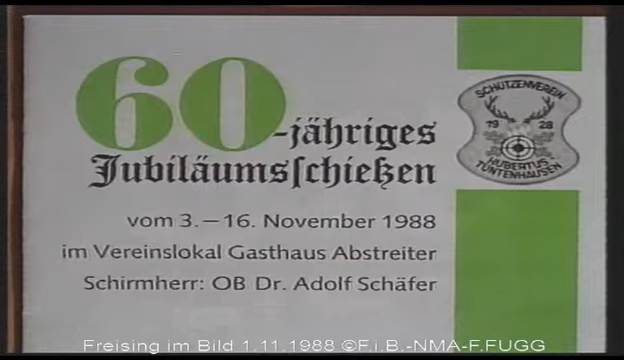 60-jähriges
Jubiläumsschießen
vom 3.–16. November 1988
im Vereinslokal Gasthaus Abstreiter
Schirmherr: OB Dr. Adolf Schäfer
SCHÜTZENVEREIN
19 28
HUBERTUS
TÜNTENHAUSEN
Freising im Bild 1.11.1988 ©F.i.B.-NMA-F.FUGG